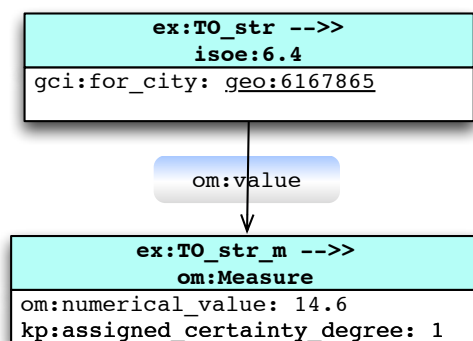 ex:TO_str -->>
isoe:6.4
gci:for_city: geo:6167865
om:value
ex:TO_str_m -->>
om:Measure
om:numerical_value: 14.6
kp:assigned_certainty_degree: 1